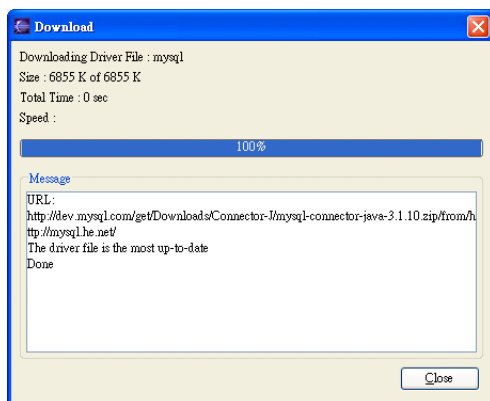 Download
Downloading Driver File : mysql
Size : 6855 K of 6855 K
Total Time : 0 sec
Speed :
100%
Message
URL:
http://dev.mysql.com/get/Downloads/Connector-J/mysql-connector-java-3.1.10.zip/from/h
ttp://mysql.he.net/
The driver file is the most up-to-date
Done
Close